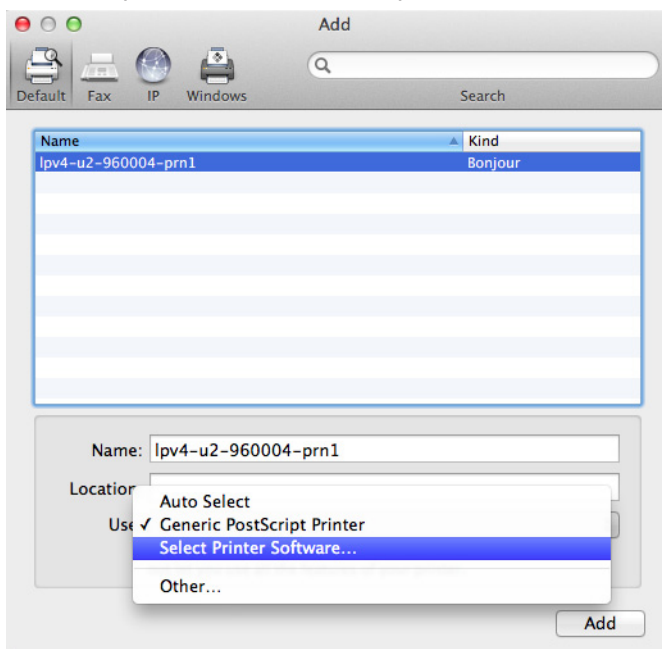 Add
Default Fax IP Windows Search
Name Kind
lpv4-u2-960004-prn1 Bonjour
Name: lpv4-u2-960004-prn1
Location
Auto Select
Use ✓ Generic PostScript Printer
Select Printer Software...
Other...
Add